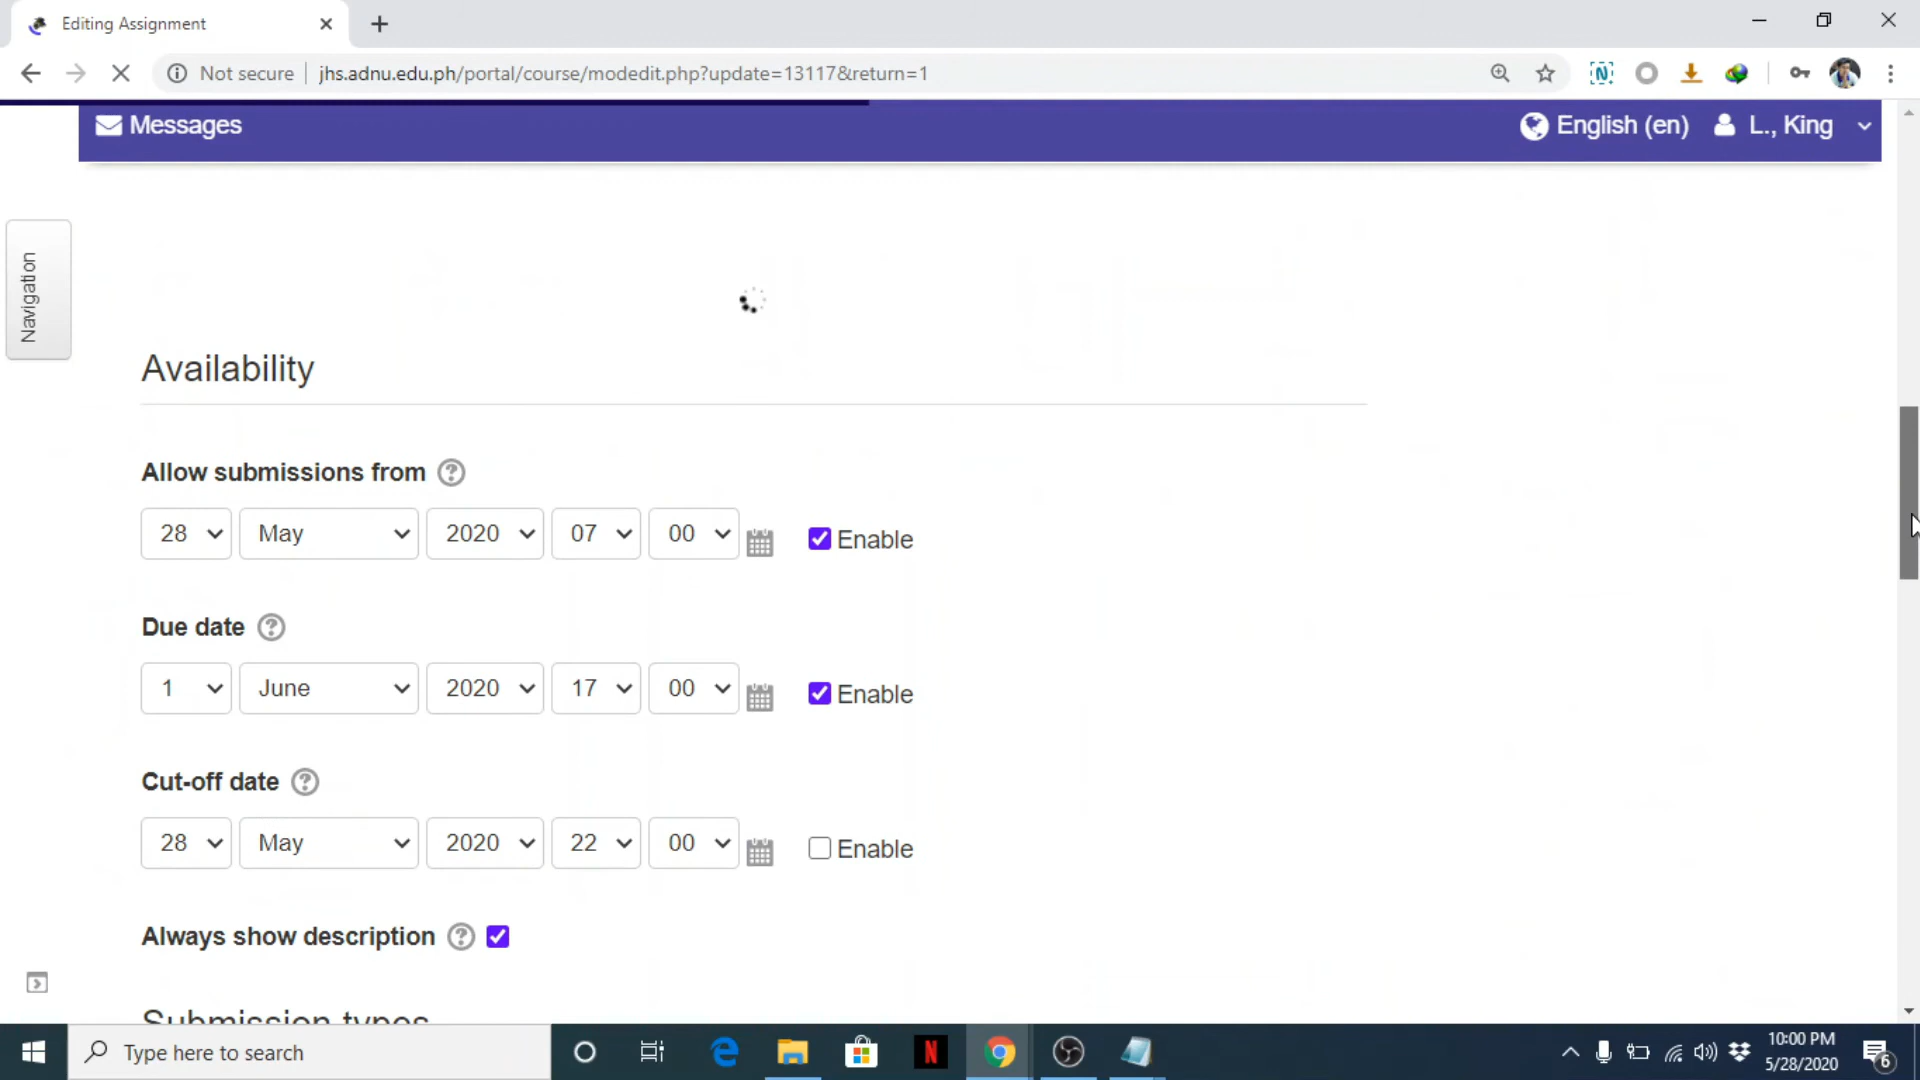 Editing Assignment
Not secure jhs.adnu.edu.ph/portal/course/modedit.php?update=13117&return=1
Messages English (en) L., King
Navigation
Availability
Allow submissions from
28 May 2020 07 00 Enable
Due date
1 June 2020 17 00 Enable
Cut-off date
28 May 2020 22 00 Enable
Always show description
Submission types
Type here to search
10:00 PM
5/28/2020
6